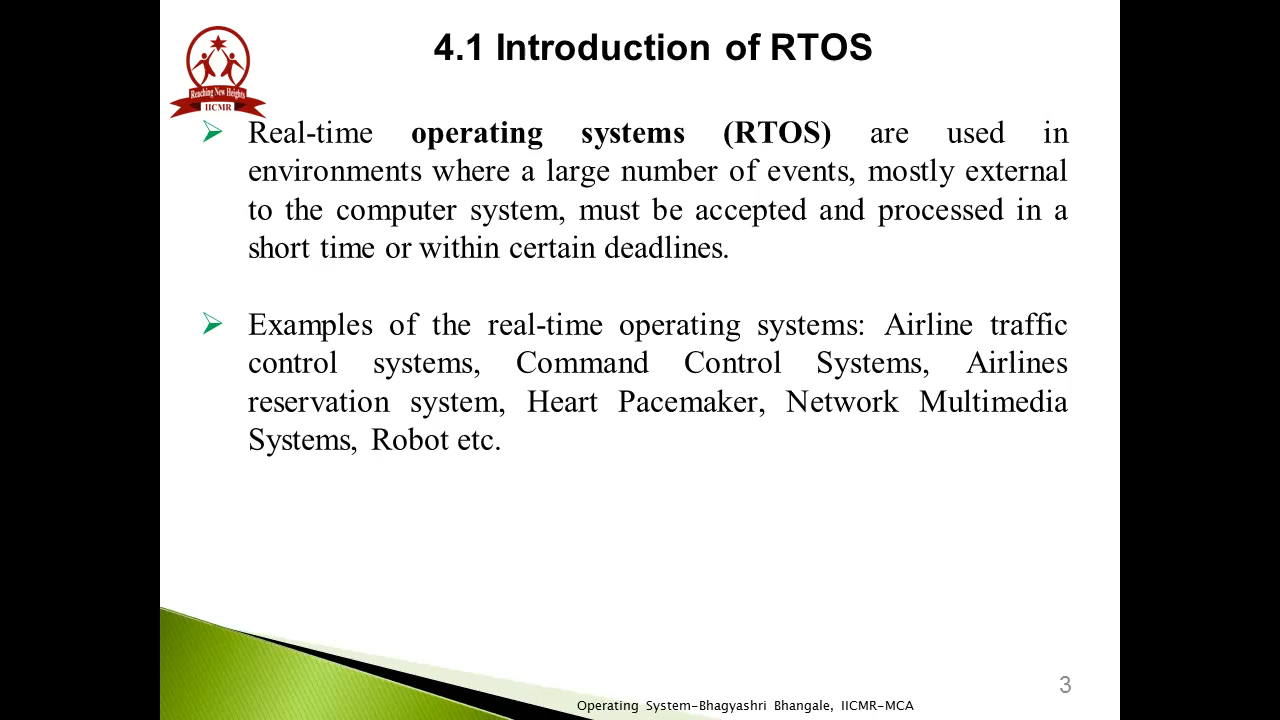 4.1 Introduction of RTOS
Reaching New Heights
IICMR
Real-time operating systems (RTOS) are used in
environments where a large number of events, mostly external
to the computer system, must be accepted and processed in a
short time or within certain deadlines.
Examples of the real-time operating systems: Airline traffic
control systems, Command Control Systems, Airlines
reservation system, Heart Pacemaker, Network Multimedia
Systems, Robot etc.
3
Operating System-Bhagyashri Bhangale, IICMR-MCA